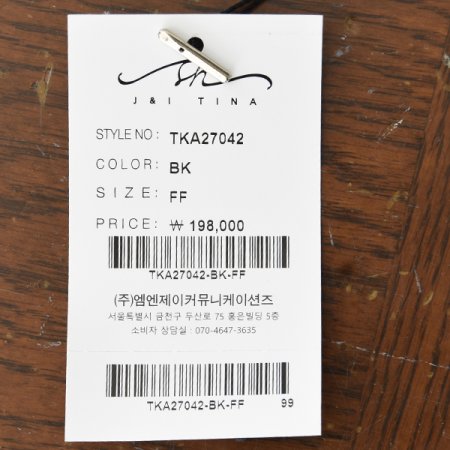 J & I TINA
STYLE NO : TKA27042
COLOR: BK
SIZE: FF
PRICE: ₩ 198,000
TKA27042-BK-FF
(주)엠엔제이커뮤니케이션즈
서울특별시 금천구 두산로 75 홍은빌딩 5층
소비자 상담실 : 070-4647-3635
TKA27042-BK-FF 99